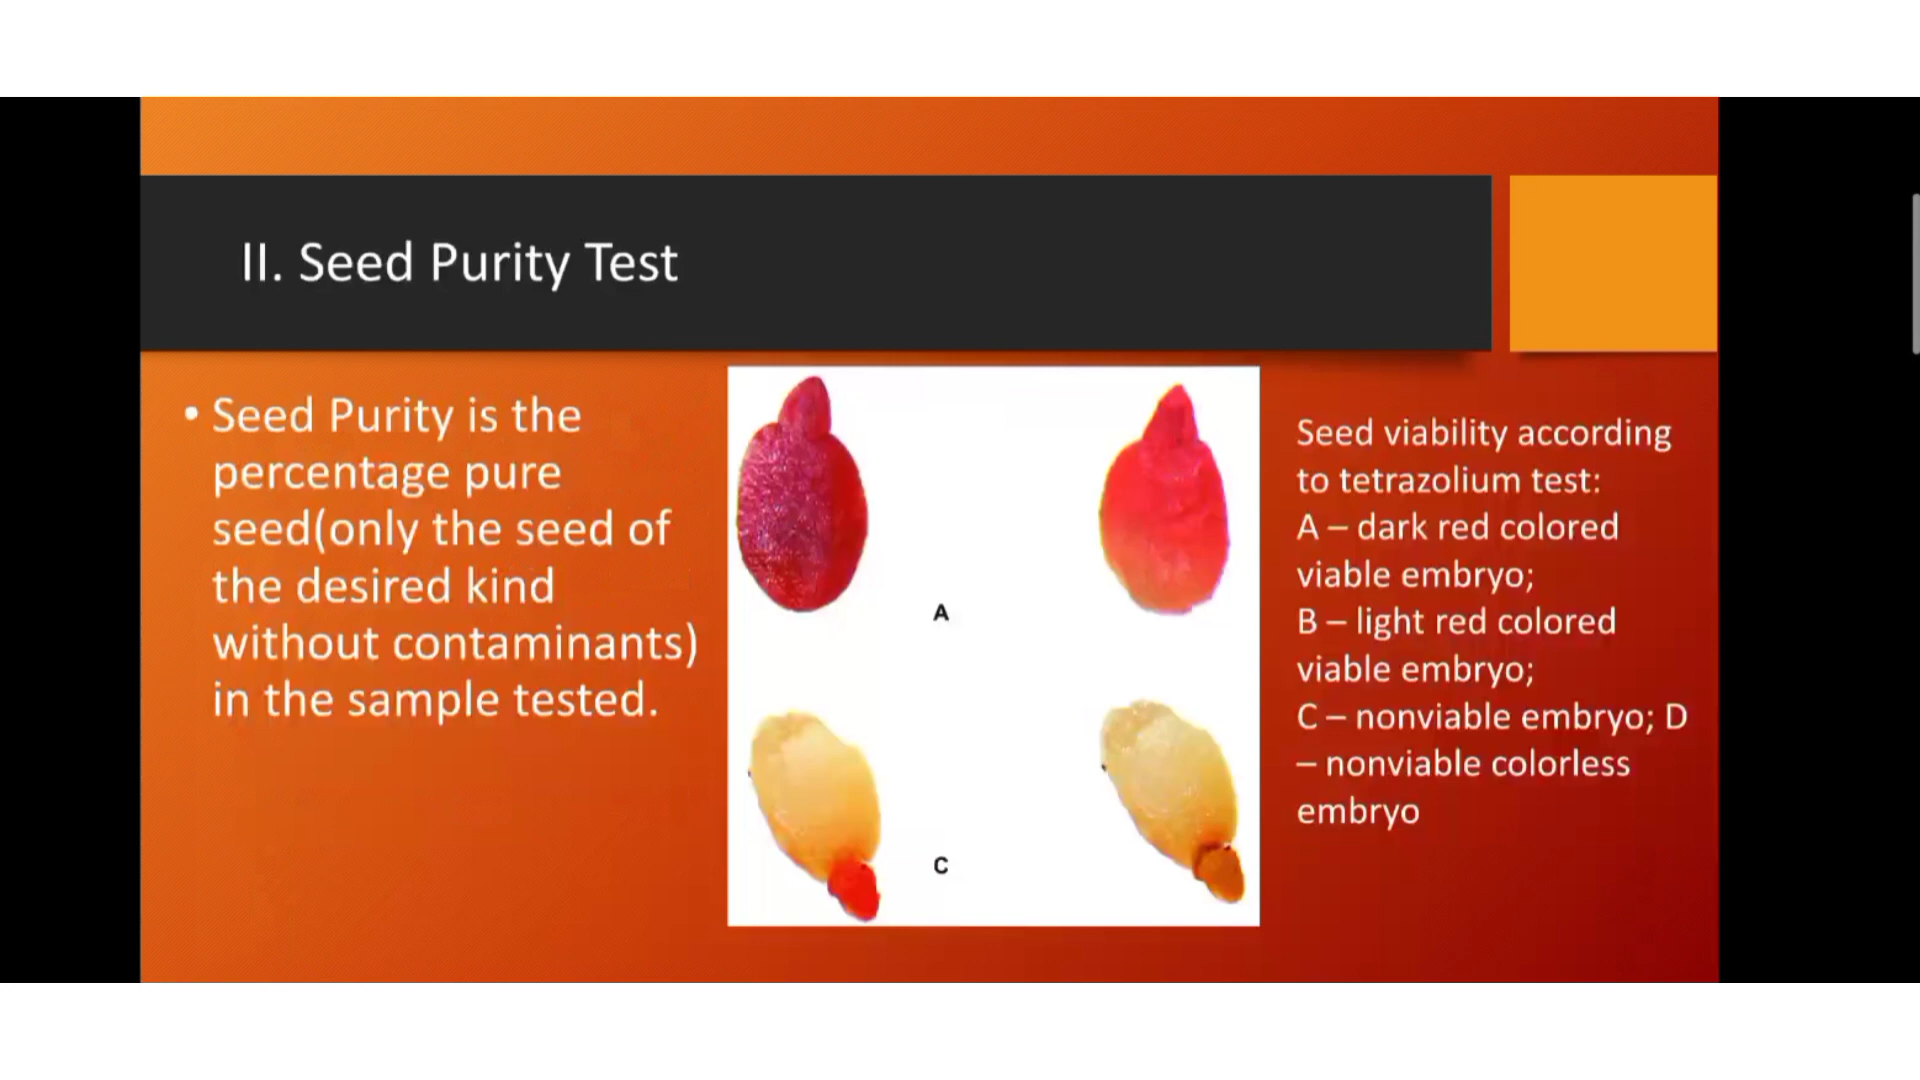 II. Seed Purity Test
• Seed Purity is the
percentage pure
seed(only the seed of
the desired kind
without contaminants)
in the sample tested.
A
C
Seed viability according
to tetrazolium test:
A – dark red colored
viable embryo;
B – light red colored
viable embryo;
C – nonviable embryo; D
– nonviable colorless
embryo